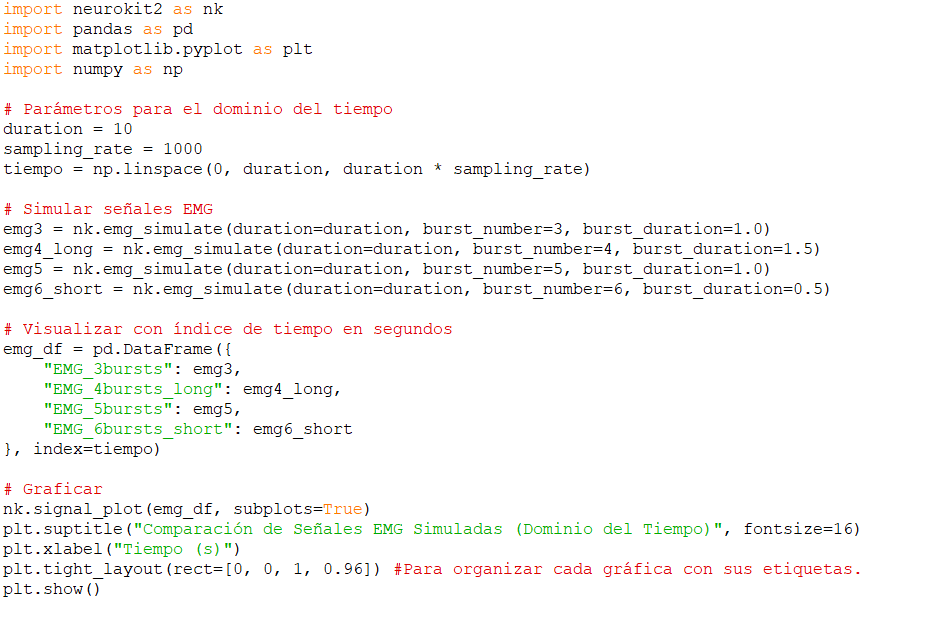 import neurokit2 as nk
import pandas as pd
import matplotlib.pyplot as plt
import numpy as np

# Parámetros para el dominio del tiempo
duration = 10
sampling_rate = 1000
tiempo = np.linspace(0, duration, duration * sampling_rate)

# Simular señales EMG
emg3 = nk.emg_simulate(duration=duration, burst_number=3, burst_duration=1.0)
emg4_long = nk.emg_simulate(duration=duration, burst_number=4, burst_duration=1.5)
emg5 = nk.emg_simulate(duration=duration, burst_number=5, burst_duration=1.0)
emg6_short = nk.emg_simulate(duration=duration, burst_number=6, burst_duration=0.5)

# Visualizar con índice de tiempo en segundos
emg_df = pd.DataFrame({
    "EMG_3bursts": emg3,
    "EMG_4bursts_long": emg4_long,
    "EMG_5bursts": emg5,
    "EMG_6bursts_short": emg6_short
}, index=tiempo)

# Graficar
nk.signal_plot(emg_df, subplots=True)
plt.suptitle("Comparación de Señales EMG Simuladas (Dominio del Tiempo)", fontsize=16)
plt.xlabel("Tiempo (s)")
plt.tight_layout(rect=[0, 0, 1, 0.96]) #Para organizar cada gráfica con sus etiquetas.
plt.show()